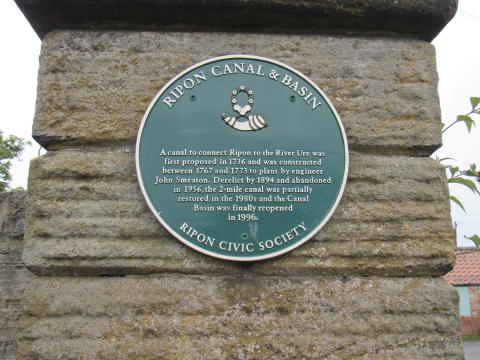 RIPON CANAL & BASIN
A canal to connect Ripon to the River Ure was
first proposed in 1736 and was constructed
between 1767 and 1773 to plans by engineer
John Smeaton. Derelict by 1894 and abandoned
in 1956, the 2-mile canal was partially
restored in the 1980s and the Canal
Basin was finally reopened
in 1996.
RIPON CIVIC SOCIETY